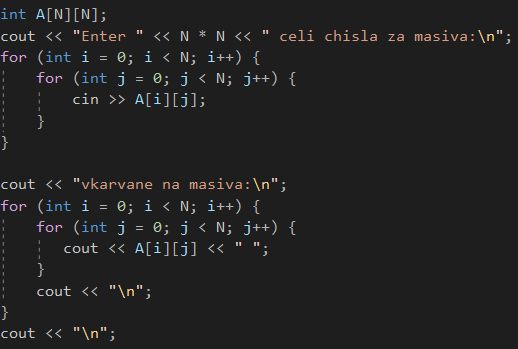 int A[N][N];
cout << "Enter " << N * N << " celi chisla za masiva:\n";
for (int i = 0; i < N; i++) {
    for (int j = 0; j < N; j++) {
        cin >> A[i][j];
    }
}

cout << "vkarvane na masiva:\n";
for (int i = 0; i < N; i++) {
    for (int j = 0; j < N; j++) {
       cout << A[i][j] << " ";
    }
    cout << "\n";
}
cout << "\n";